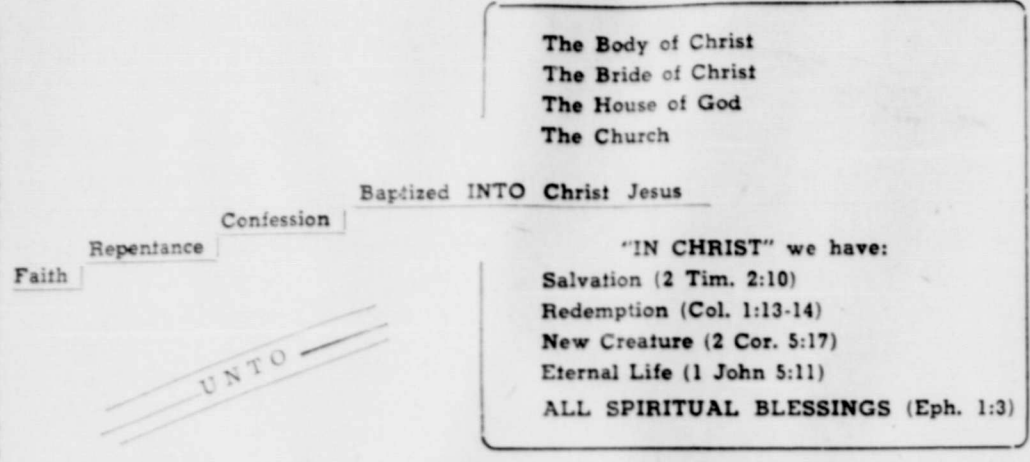 The Body of Christ
The Bride of Christ
The House of God
The Church
Baptized INTO Christ Jesus
Confession
Repentance
Faith
UNTO
"IN CHRIST" we have:
Salvation (2 Tim. 2:10)
Redemption (Col. 1:13-14)
New Creature (2 Cor. 5:17)
Eternal Life (1 John 5:11)
ALL SPIRITUAL BLESSINGS (Eph. 1:3)